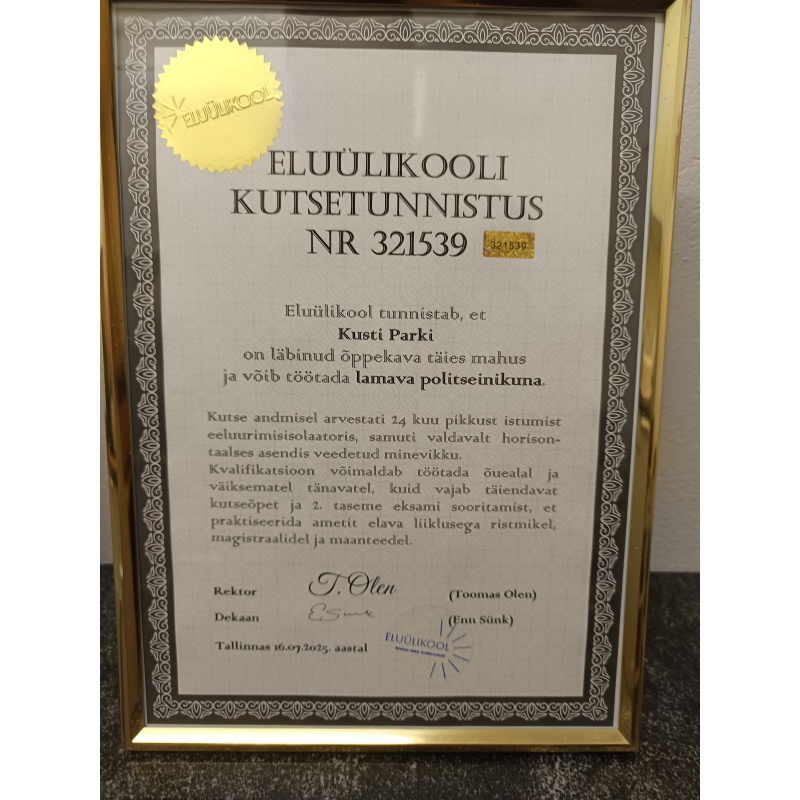 ELUÜLIKOOL
ELUÜLIKOOLI
KUTSETUNNISTUS
NR 321539 321539
Eluülikool tunnistab, et
Kusti Parki
on läbinud õppekava täies mahus
ja võib töötada lamava politseinikuna.
Kutse andmisel arvestati 24 kuu pikkust istumist
eeluurimisisolaatoris, samuti valdavalt horison-
taalses asendis veedetud minevikku.
Kvalifikatsioon võimaldab töötada õuealal ja
väiksematel tänavatel, kuid vajab täiendavat
kutseõpet ja 2. taseme eksami sooritamist, et
praktiseerida ametit elava liiklusega ristmikel,
magistraalidel ja maanteedel.
Rektor T. Olen (Toomas Olen)
Dekaan E Sünk (Enn Sünk)
Tallinnas 16.07.2025. aastal
ELUÜLIKOOL